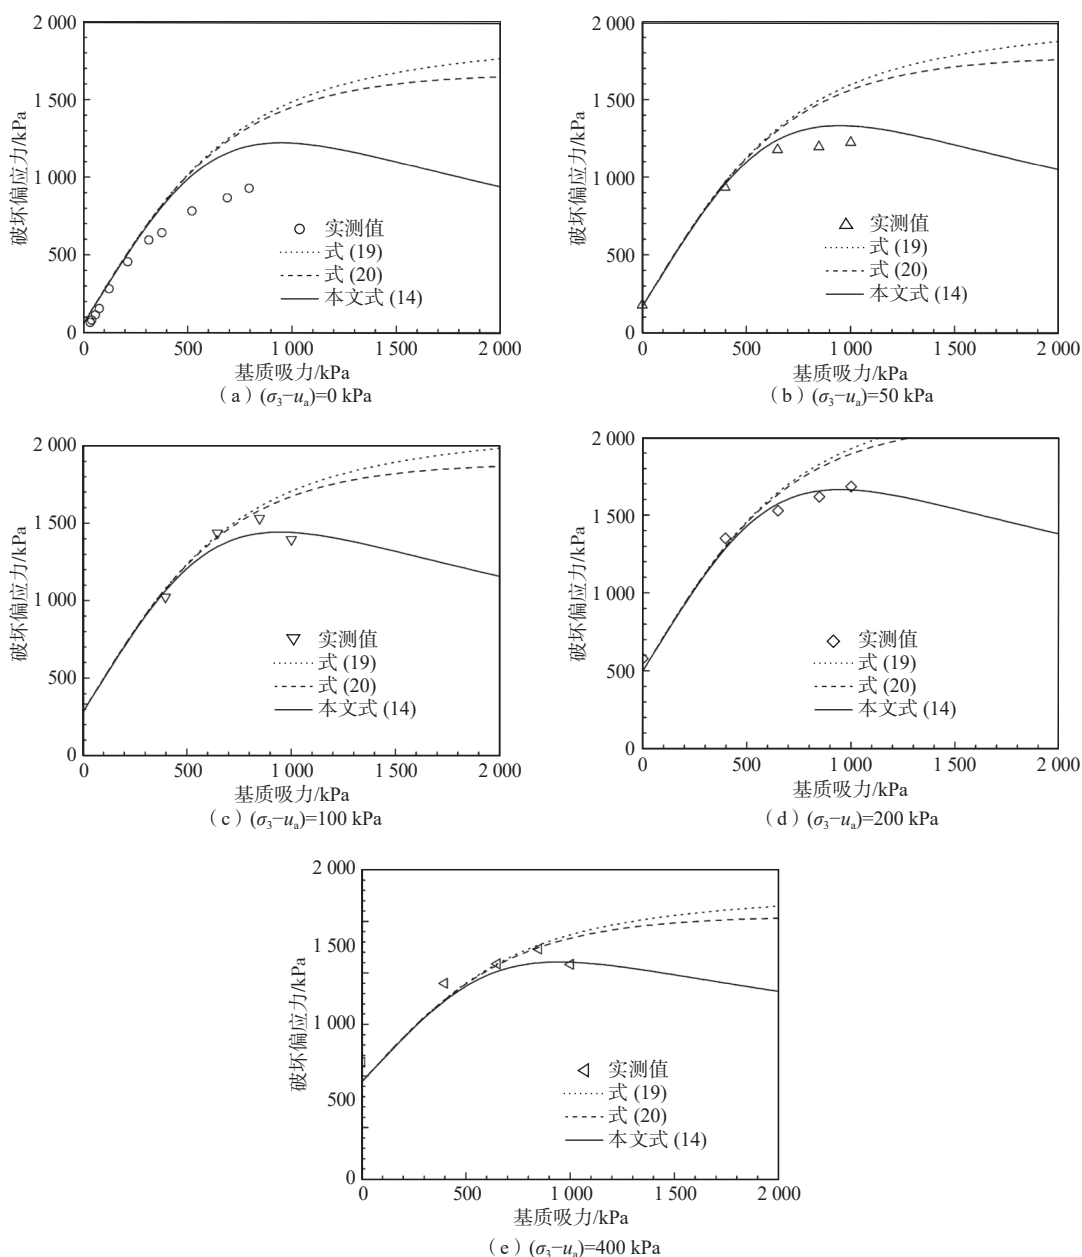 2 000
1 500
1 000
500
0
破坏偏应力/kPa
实测值
式 (19)
式 (20)
本文式 (14)
0 500 1 000 1 500 2 000
基质吸力/kPa
（a）(σ₃−uₐ)=0 kPa
2 000
1 500
1 000
500
0
破坏偏应力/kPa
实测值
式 (19)
式 (20)
本文式 (14)
0 500 1 000 1 500 2 000
基质吸力/kPa
（b）(σ₃−uₐ)=50 kPa
2 000
1 500
1 000
500
0
破坏偏应力/kPa
实测值
式 (19)
式 (20)
本文式 (14)
0 500 1 000 1 500 2 000
基质吸力/kPa
（c）(σ₃−uₐ)=100 kPa
2 000
1 500
1 000
500
0
破坏偏应力/kPa
实测值
式 (19)
式 (20)
本文式 (14)
0 500 1 000 1 500 2 000
基质吸力/kPa
（d）(σ₃−uₐ)=200 kPa
2 000
1 500
1 000
500
0
破坏偏应力/kPa
实测值
式 (19)
式 (20)
本文式 (14)
0 500 1 000 1 500 2 000
基质吸力/kPa
（e）(σ₃−uₐ)=400 kPa